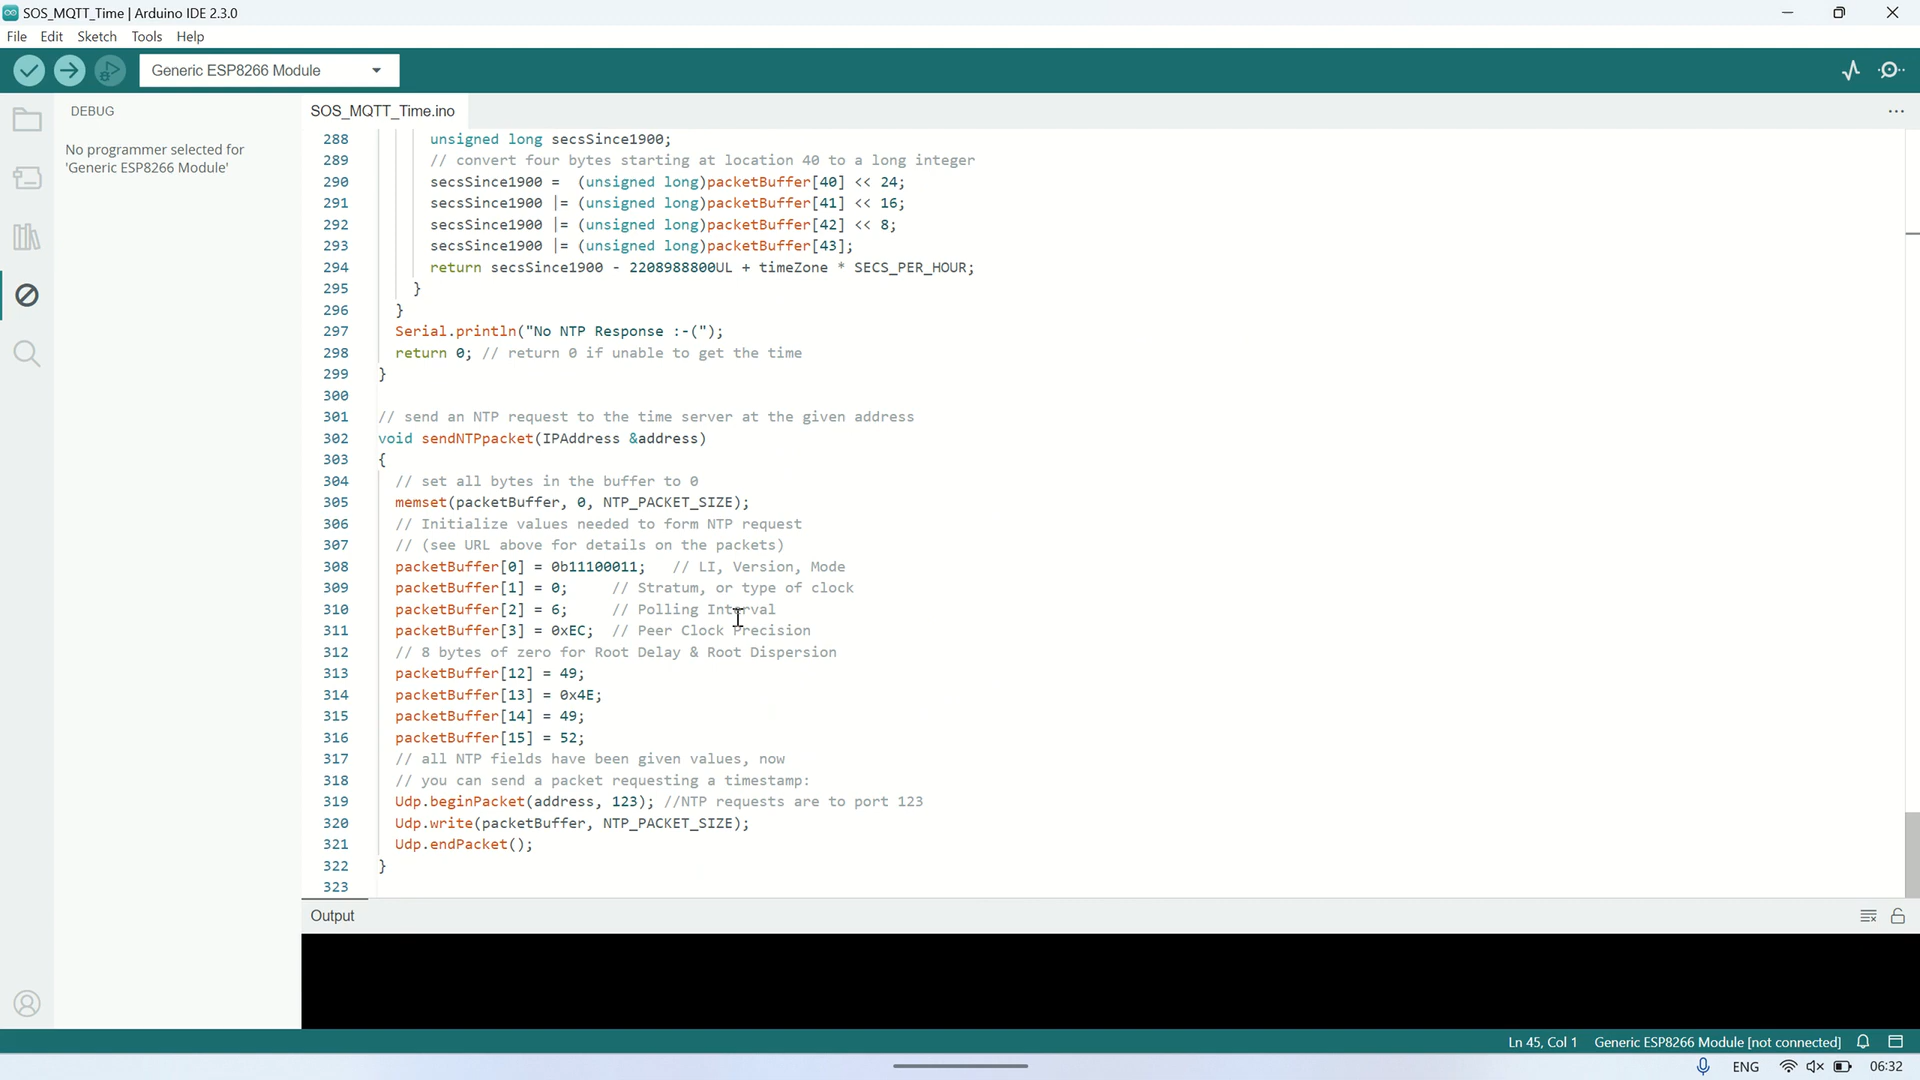 SOS_MQTT_Time | Arduino IDE 2.3.0
File Edit Sketch Tools Help
Generic ESP8266 Module
DEBUG
No programmer selected for
'Generic ESP8266 Module'
SOS_MQTT_Time.ino
288 unsigned long secsSince1900;
289 // convert four bytes starting at location 40 to a long integer
290 secsSince1900 =  (unsigned long)packetBuffer[40] << 24;
291 secsSince1900 |= (unsigned long)packetBuffer[41] << 16;
292 secsSince1900 |= (unsigned long)packetBuffer[42] << 8;
293 secsSince1900 |= (unsigned long)packetBuffer[43];
294 return secsSince1900 - 2208988800UL + timeZone * SECS_PER_HOUR;
295 }
296 }
297 Serial.println("No NTP Response :-(");
298 return 0; // return 0 if unable to get the time
299 }
300
301 // send an NTP request to the time server at the given address
302 void sendNTPpacket(IPAddress &address)
303 {
304 // set all bytes in the buffer to 0
305 memset(packetBuffer, 0, NTP_PACKET_SIZE);
306 // Initialize values needed to form NTP request
307 // (see URL above for details on the packets)
308 packetBuffer[0] = 0b11100011;   // LI, Version, Mode
309 packetBuffer[1] = 0;     // Stratum, or type of clock
310 packetBuffer[2] = 6;     // Polling Interval
311 packetBuffer[3] = 0xEC;  // Peer Clock Precision
312 // 8 bytes of zero for Root Delay & Root Dispersion
313 packetBuffer[12] = 49;
314 packetBuffer[13] = 0x4E;
315 packetBuffer[14] = 49;
316 packetBuffer[15] = 52;
317 // all NTP fields have been given values, now
318 // you can send a packet requesting a timestamp:
319 Udp.beginPacket(address, 123); //NTP requests are to port 123
320 Udp.write(packetBuffer, NTP_PACKET_SIZE);
321 Udp.endPacket();
322 }
323
Output
Ln 45, Col 1 Generic ESP8266 Module [not connected]
ENG 06:32